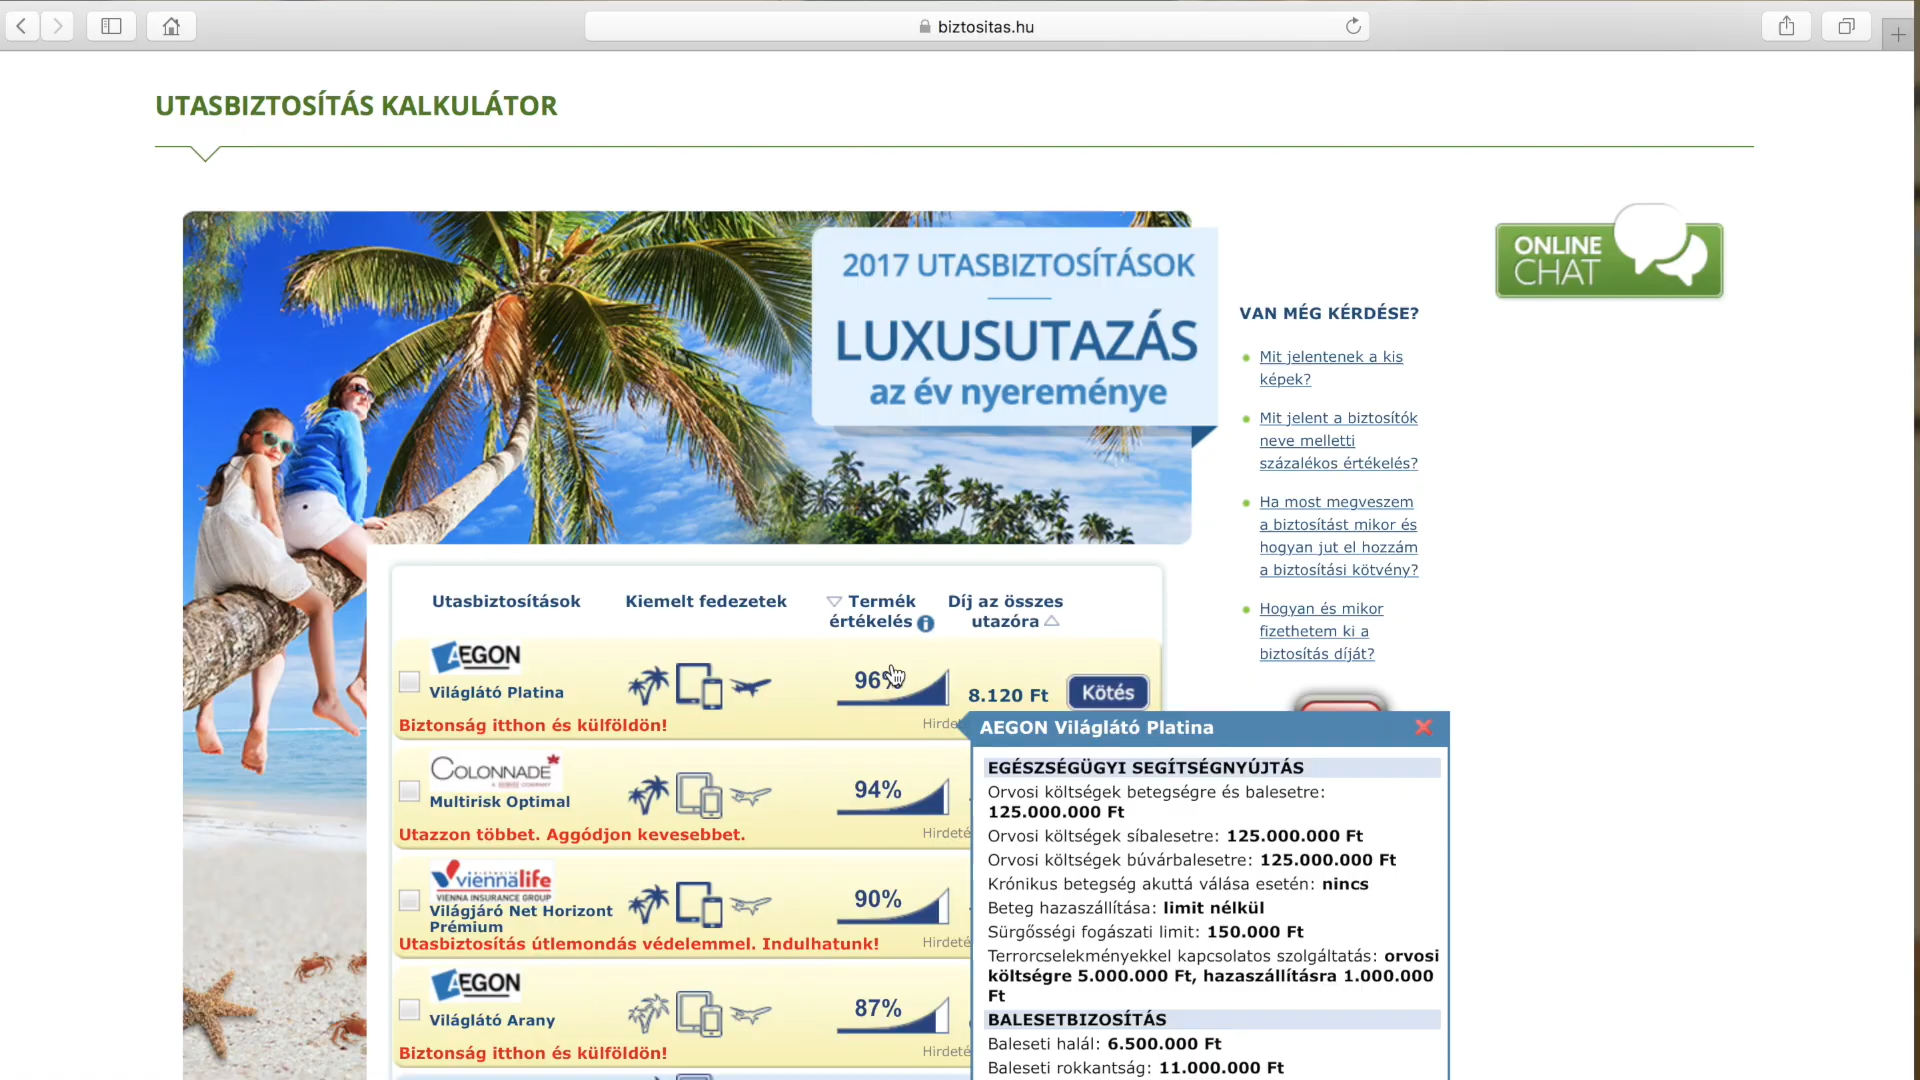 biztositas.hu
UTASBIZTOSÍTÁS KALKULÁTOR
2017 UTASBIZTOSÍTÁSOK
LUXUSUTAZÁS
az év nyereménye
ONLINE
CHAT
VAN MÉG KÉRDÉSE?
Mit jelentenek a kis
képek?
Mit jelent a biztosítók
neve melletti
százalékos értékelés?
Ha most megveszem
a biztosítást mikor és
hogyan jut el hozzám
a biztosítási kötvény?
Hogyan és mikor
fizethetem ki a
biztosítás díját?
Utasbiztosítások
Kiemelt fedezetek
Termék
értékelés
Díj az összes
utazóra
AEGON
Világlátó Platina
96%
8.120 Ft
Kötés
Biztonság itthon és külföldön!
Hirde
COLONNADE
Multirisk Optimal
94%
Utazzon többet. Aggódjon kevesebbet.
Hirdeté
viennalife
VIENNA INSURANCE GROUP
Világjáró Net Horizont
Prémium
90%
Utasbiztosítás útlemondás védelemmel. Indulhatunk!
Hirdeté
AEGON
Világlátó Arany
87%
Biztonság itthon és külföldön!
Hirdeté
AEGON Világlátó Platina
EGÉSZSÉGÜGYI SEGÍTSÉGNYÚJTÁS
Orvosi költségek betegségre és balesetre:
125.000.000 Ft
Orvosi költségek síbalesetre: 125.000.000 Ft
Orvosi költségek búvárbalesetre: 125.000.000 Ft
Krónikus betegség akuttá válása esetén: nincs
Beteg hazaszállítása: limit nélkül
Sürgősségi fogászati limit: 150.000 Ft
Terrorcselekményekkel kapcsolatos szolgáltatás: orvosi
költségre 5.000.000 Ft, hazaszállításra 1.000.000
Ft
BALESETBIZOSÍTÁS
Baleseti halál: 6.500.000 Ft
Baleseti rokkantság: 11.000.000 Ft